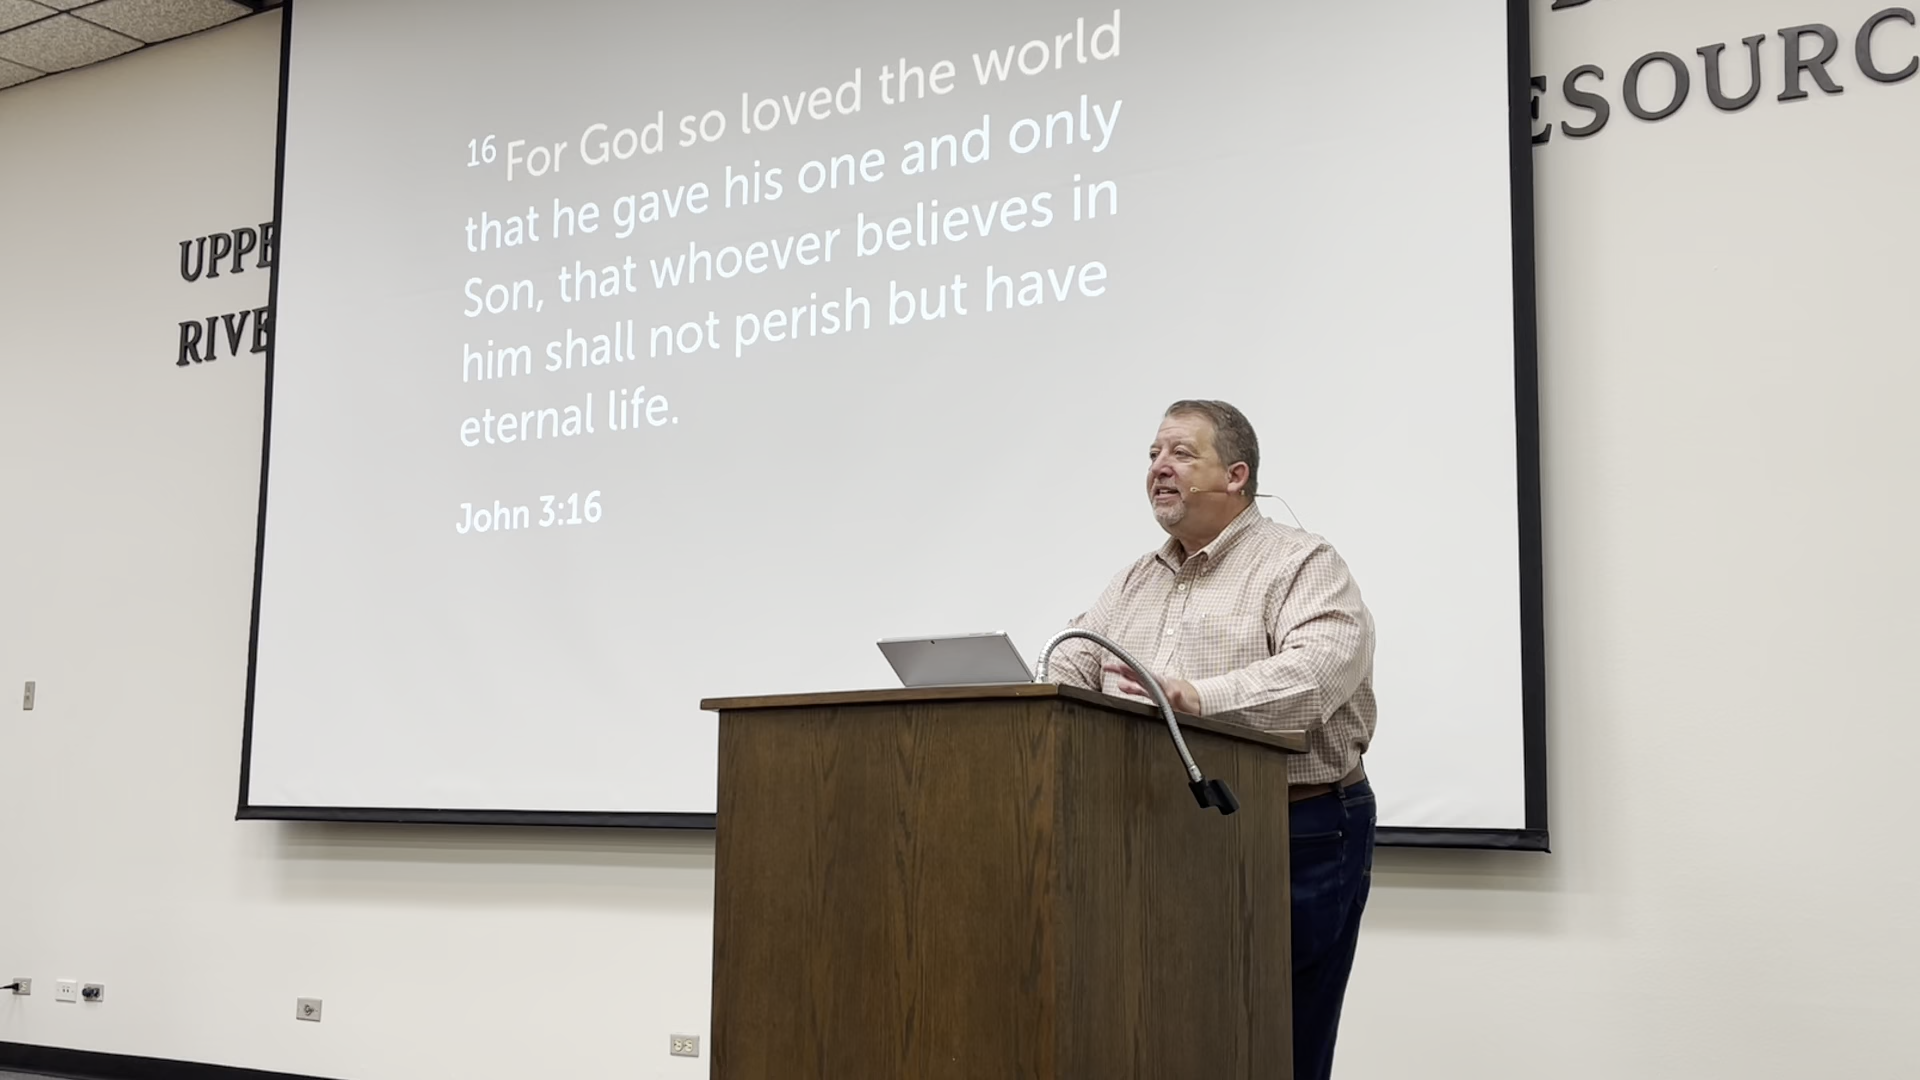 16 For God so loved the world
that he gave his one and only
Son, that whoever believes in
him shall not perish but have
eternal life.
John 3:16
UPPE
RIVE
ESOURC